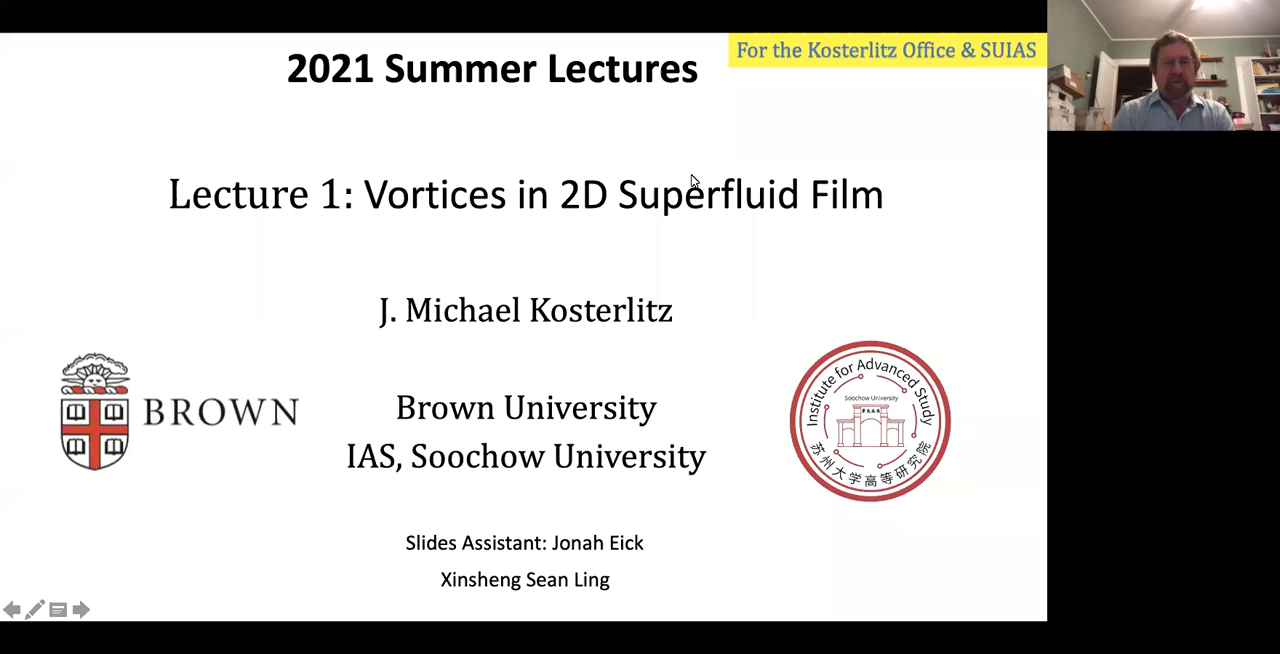 2021 Summer Lectures
For the Kosterlitz Office & SUIAS
Lecture 1: Vortices in 2D Superfluid Film
J. Michael Kosterlitz
BROWN
Brown University
IAS, Soochow University
Institute for Advanced Study
Soochow University
苏州大学高等研究院
Slides Assistant: Jonah Eick
Xinsheng Sean Ling